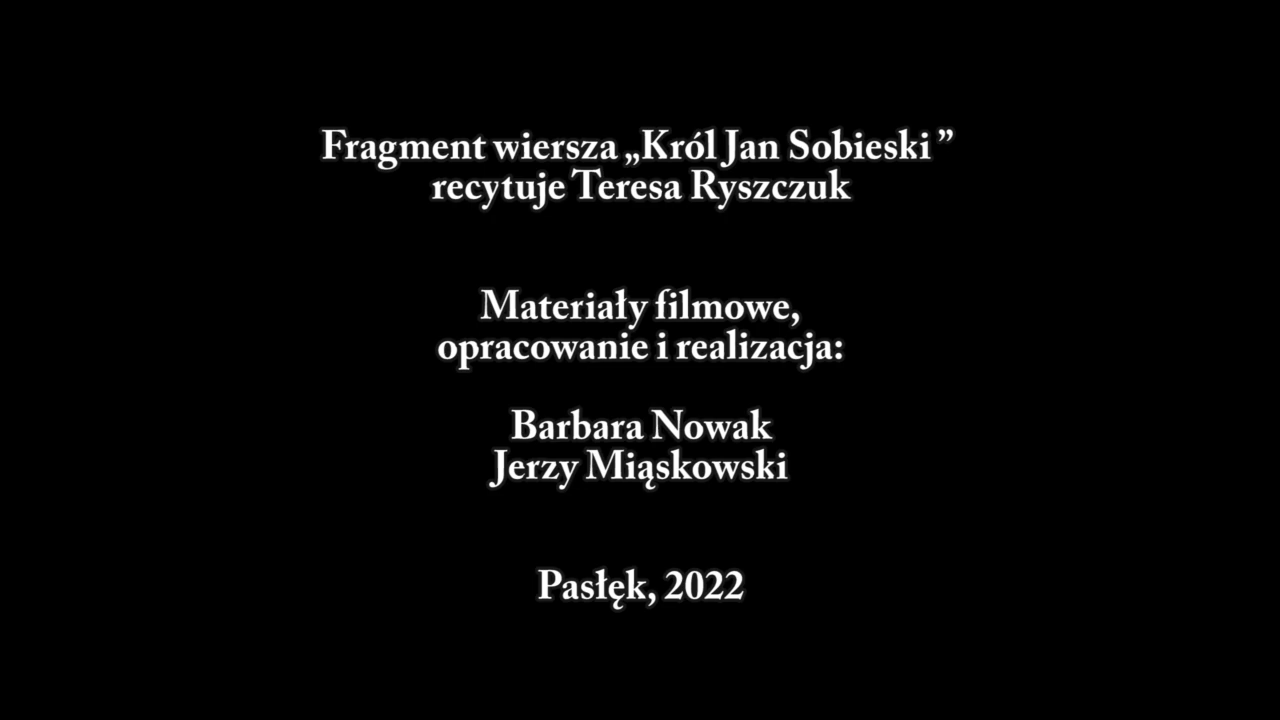 Fragment wiersza „Król Jan Sobieski ”
recytuje Teresa Ryszczuk
Materiały filmowe,
opracowanie i realizacja:
Barbara Nowak
Jerzy Miąskowski
Pasłęk, 2022